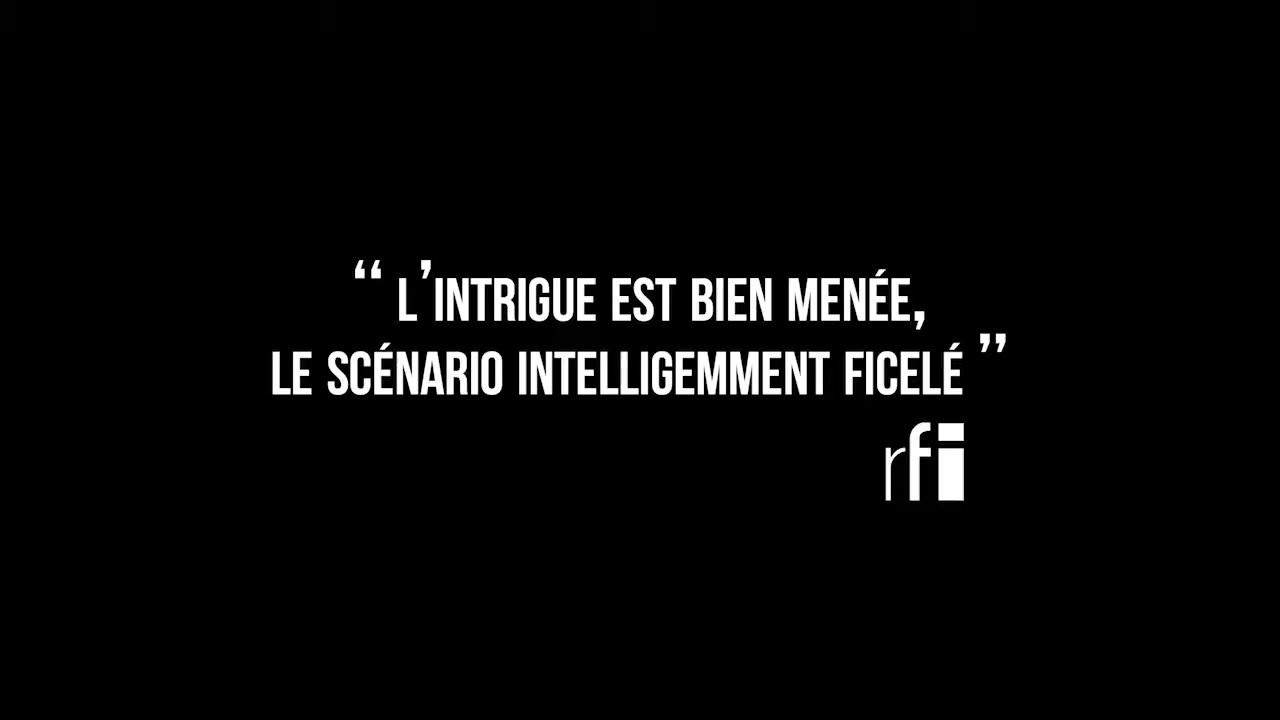 “ L’INTRIGUE EST BIEN MENÉE,
LE SCÉNARIO INTELLIGEMMENT FICELÉ ”
rfi